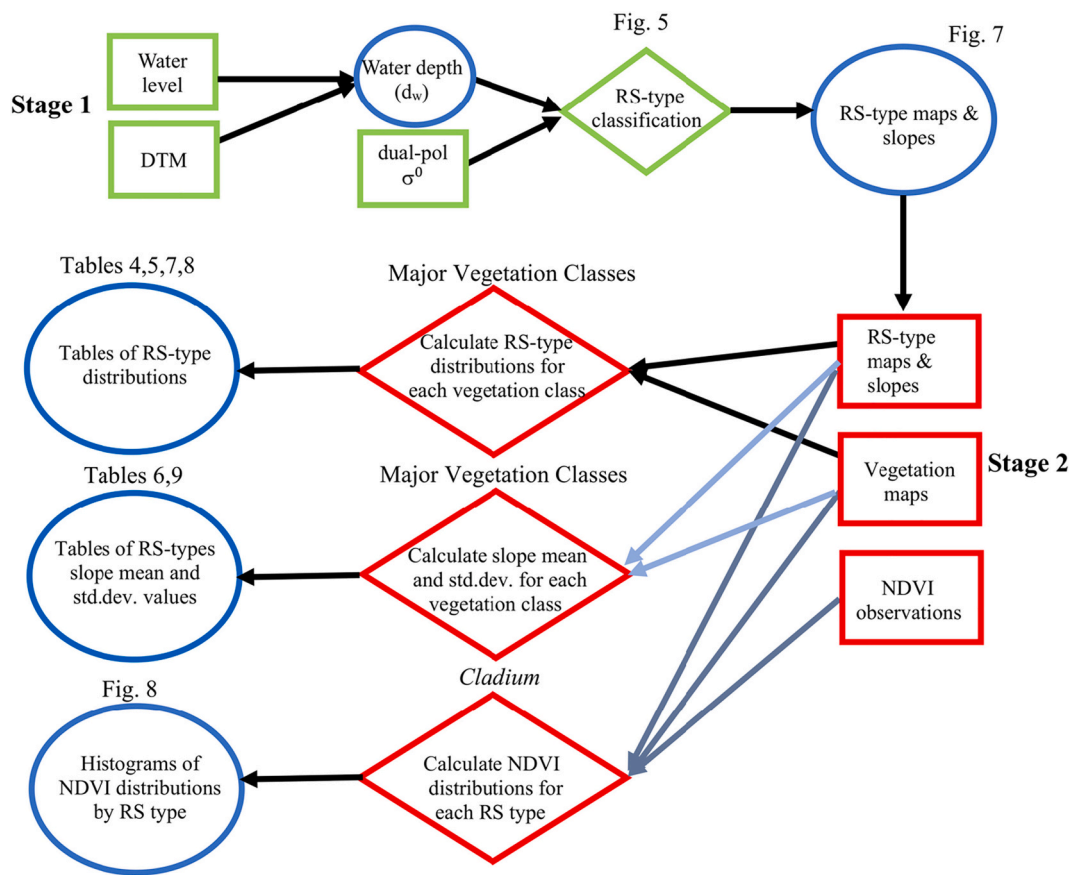 Fig. 5
Fig. 7
Stage 1
Water
level
DTM
Water depth
(dw)
dual-pol
σ⁰
RS-type
classification
RS-type maps &
slopes
Tables 4,5,7,8
Tables of RS-type
distributions
Major Vegetation Classes
Calculate RS-type
distributions for
each vegetation class
RS-type
maps &
slopes
Stage 2
Vegetation
maps
NDVI
observations
Tables 6,9
Tables of RS-types
slope mean and
std.dev. values
Major Vegetation Classes
Calculate slope mean
and std.dev. for each
vegetation class
Fig. 8
Histograms of
NDVI distributions
by RS type
Cladium
Calculate NDVI
distributions for
each RS type